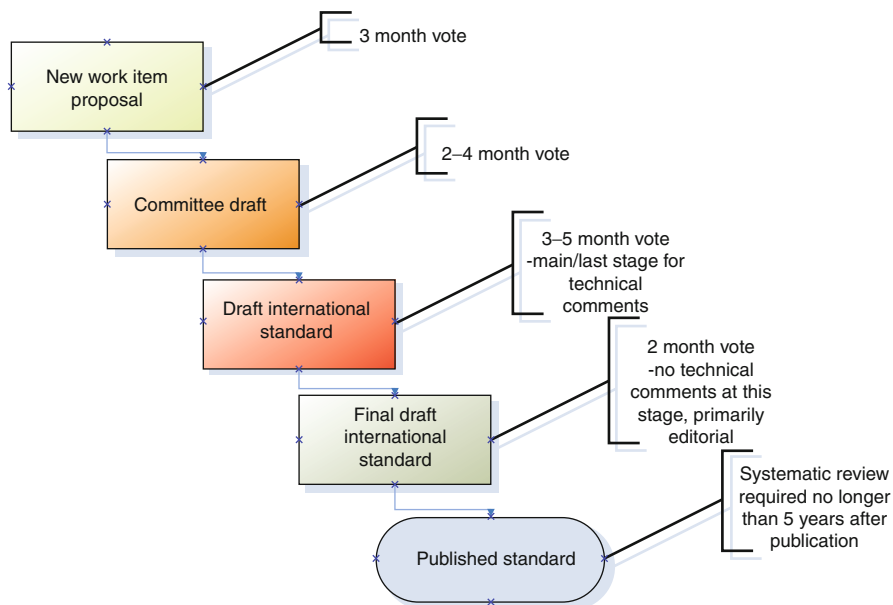 New work item
proposal
3 month vote
Committee draft
2–4 month vote
Draft international
standard
3–5 month vote
-main/last stage for
technical
comments
Final draft
international
standard
2 month vote
-no technical
comments at this
stage, primarily
editorial
Published standard
Systematic review
required no longer
than 5 years after
publication